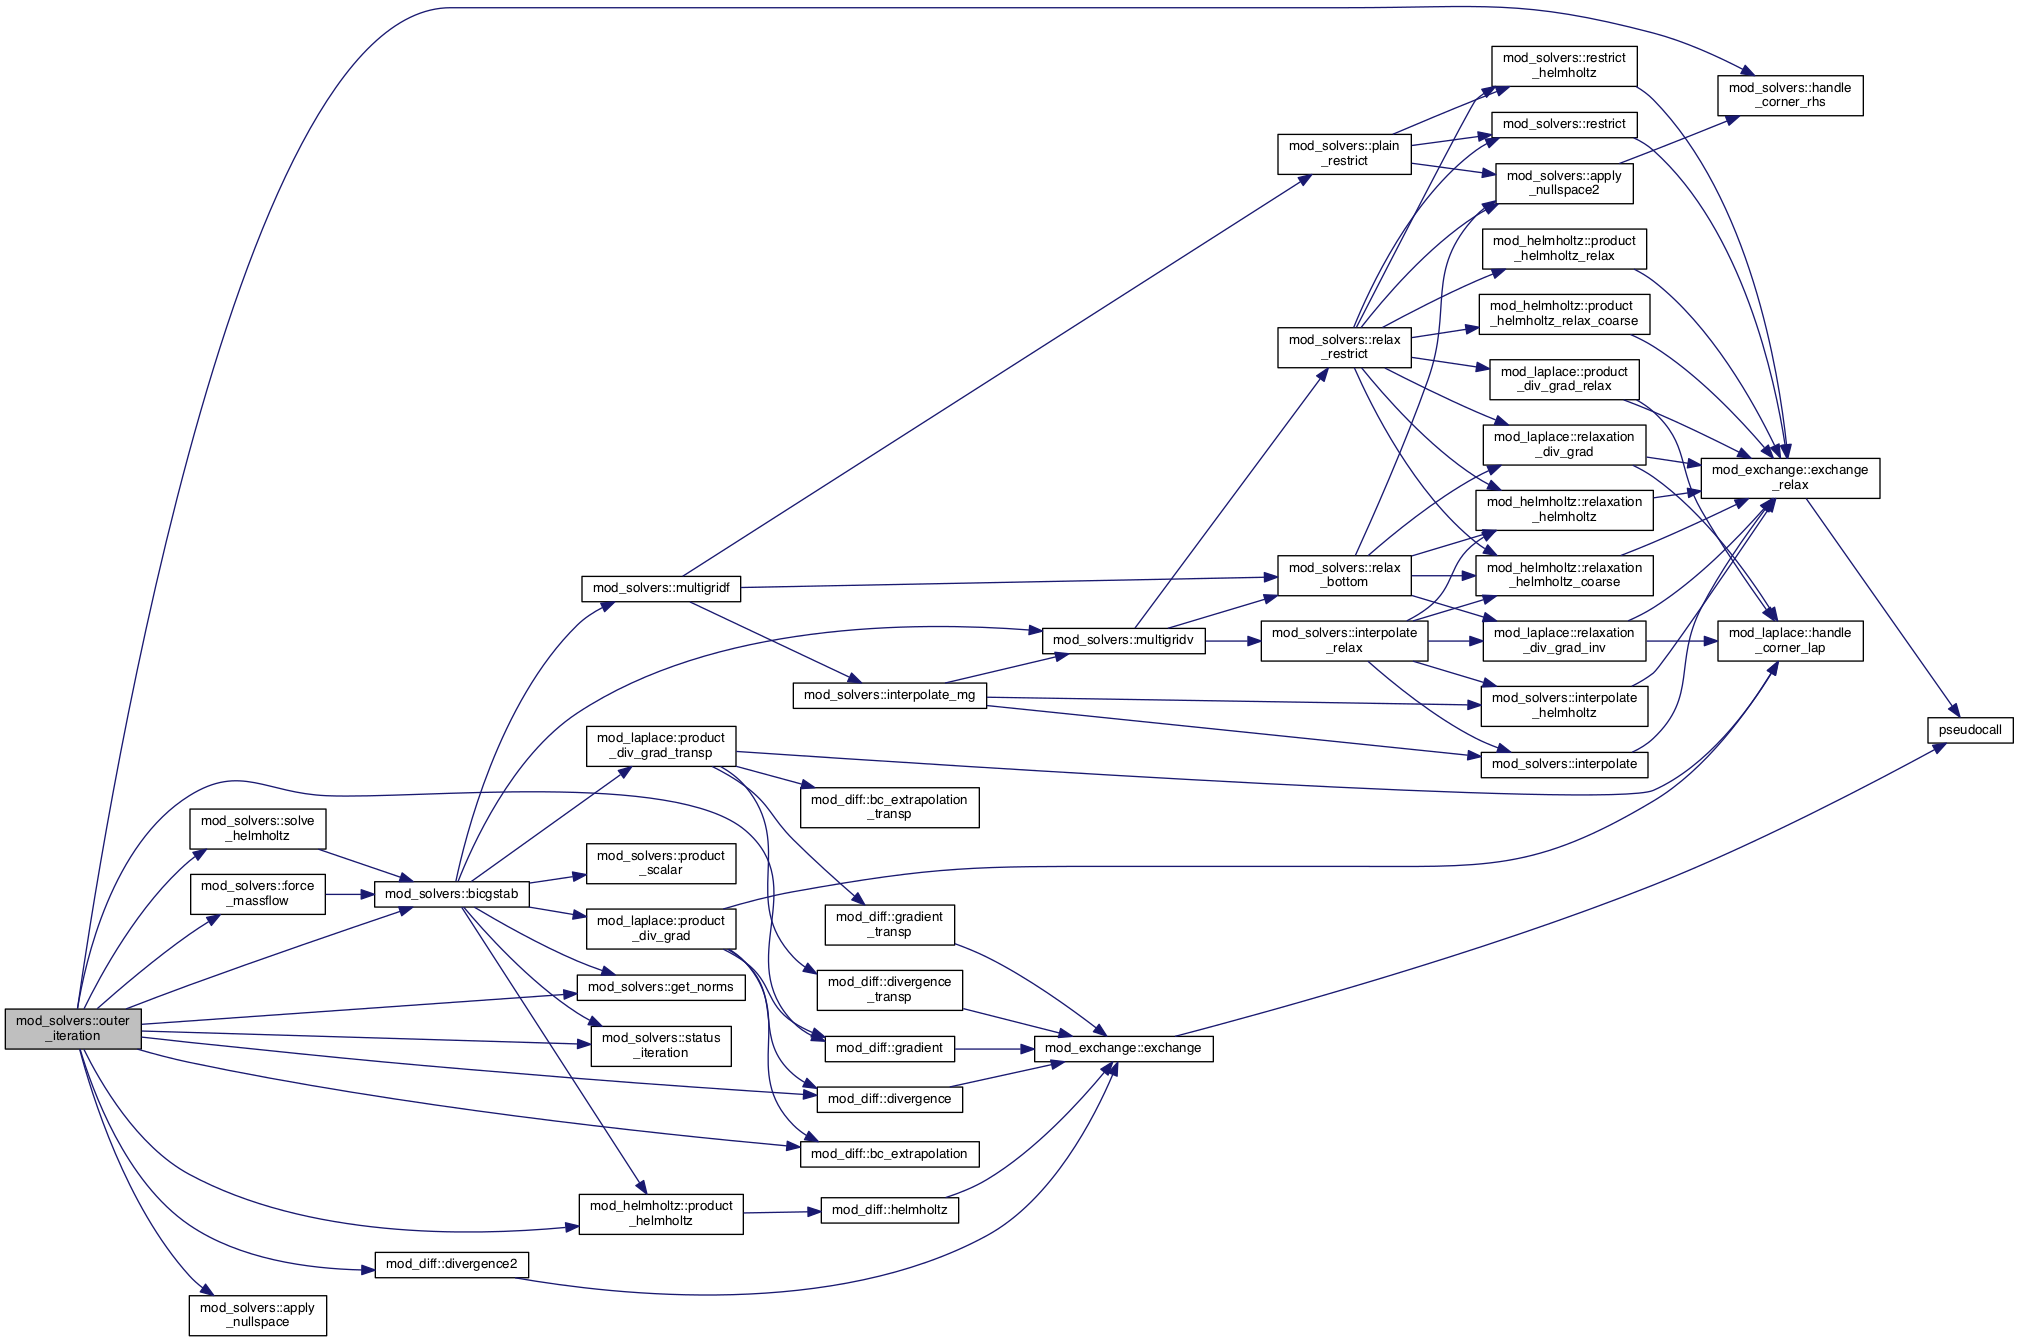 mod_solvers::outer
_iteration
mod_solvers::solve
_helmholtz
mod_solvers::force
_massflow
mod_solvers::apply
_nullspace
mod_solvers::bicgstab
mod_diff::divergence2
mod_solvers::multigridf
mod_laplace::product
_div_grad_transp
mod_solvers::product
_scalar
mod_laplace::product
_div_grad
mod_solvers::get_norms
mod_solvers::status
_iteration
mod_helmholtz::product
_helmholtz
mod_solvers::interpolate_mg
mod_diff::bc_extrapolation
_transp
mod_diff::gradient
_transp
mod_diff::divergence
_transp
mod_diff::gradient
mod_diff::divergence
mod_diff::bc_extrapolation
mod_diff::helmholtz
mod_solvers::multigridv
mod_exchange::exchange
mod_solvers::plain
_restrict
mod_solvers::relax
_restrict
mod_solvers::relax
_bottom
mod_solvers::interpolate
_relax
mod_solvers::restrict
_helmholtz
mod_solvers::restrict
mod_solvers::apply
_nullspace2
mod_helmholtz::product
_helmholtz_relax
mod_helmholtz::product
_helmholtz_relax_coarse
mod_laplace::product
_div_grad_relax
mod_laplace::relaxation
_div_grad
mod_helmholtz::relaxation
_helmholtz
mod_helmholtz::relaxation
_helmholtz_coarse
mod_laplace::relaxation
_div_grad_inv
mod_solvers::interpolate
_helmholtz
mod_solvers::interpolate
mod_solvers::handle
_corner_rhs
mod_exchange::exchange
_relax
mod_laplace::handle
_corner_lap
pseudocall